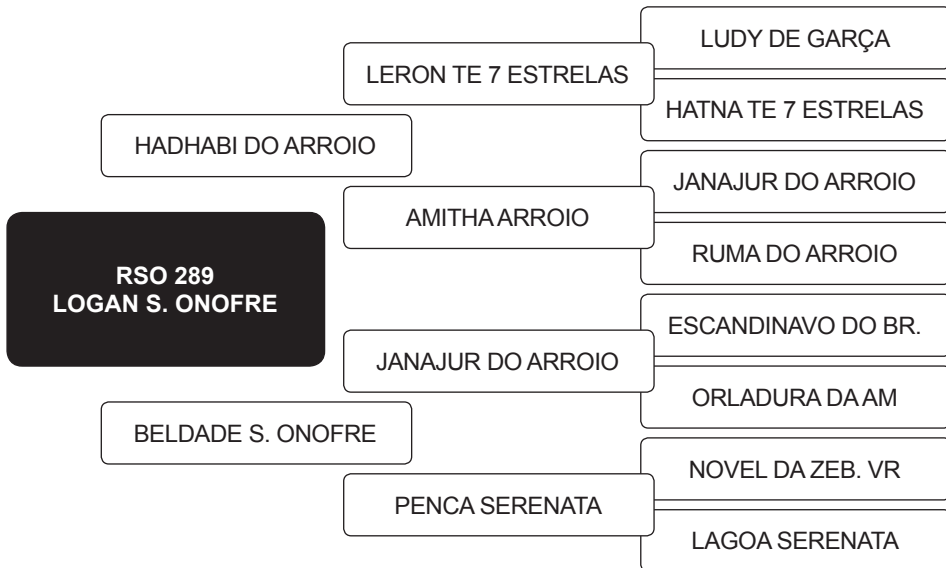 LUDY DE GARÇA
LERON TE 7 ESTRELAS
HATNA TE 7 ESTRELAS
HADHABI DO ARROIO
JANAJUR DO ARROIO
AMITHA ARROIO
RUMA DO ARROIO
RSO 289
LOGAN S. ONOFRE
ESCANDINAVO DO BR.
JANAJUR DO ARROIO
ORLADURA DA AM
BELDADE S. ONOFRE
NOVEL DA ZEB. VR
PENCA SERENATA
LAGOA SERENATA